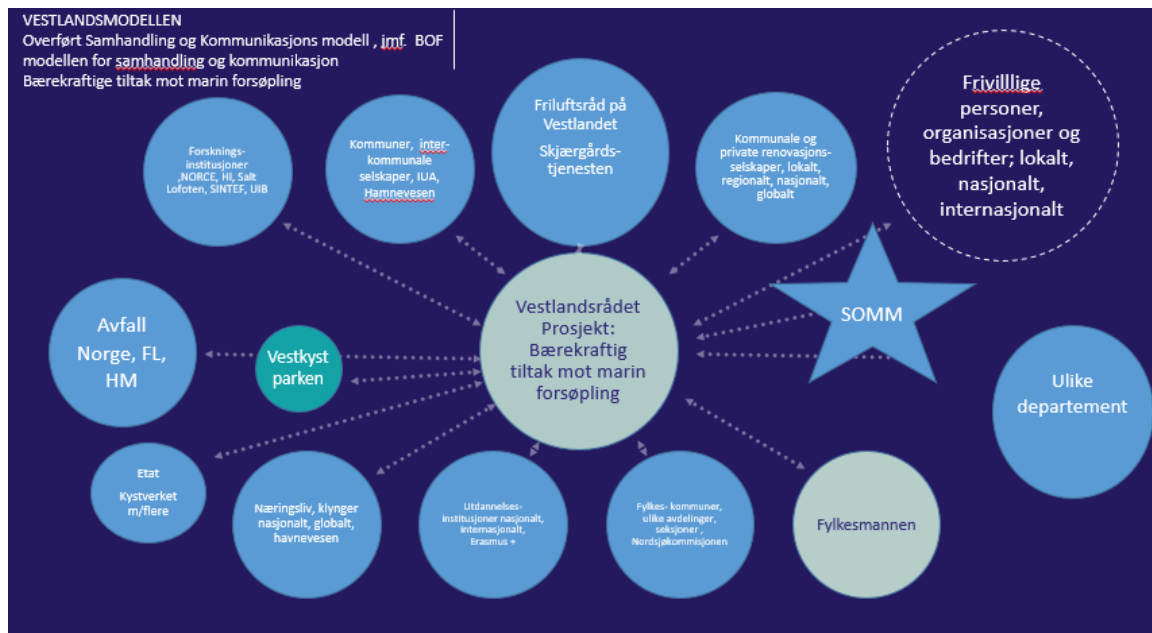 VESTLANDSMODELLEN
Overført Samhandling og Kommunikasjons modell , jmf. BOF
modellen for samhandling og kommunikasjon
Bærekraftige tiltak mot marin forsøpling
Forsknings-
institusjoner
,NORCE, HI, Salt
Lofoten, SINTEF, UIB
Kommuner, inter-
kommunale
selskaper, IUA,
Hamnevesen
Friluftsråd på
Vestlandet
Skjærgårds-
tjenesten
Kommunale og
private renovasjons-
selskaper, lokalt,
regionalt, nasjonalt,
globalt
Frivilllige
personer,
organisasjoner og
bedrifter; lokalt,
nasjonalt,
internasjonalt
Avfall
Norge, FL,
HM
Vestkyst
parken
Vestlandsrådet
Prosjekt:
Bærekraftig
tiltak mot marin
forsøpling
SOMM
Ulike
departement
Etat
Kystverket
m/flere
Næringsliv, klynger
nasjonalt, globalt,
havnevesen
Utdannelses-
institusjoner nasjonalt,
internasjonalt,
Erasmus +
Fylkes- kommuner,
ulike avdelinger,
seksjoner ,
Nordsjøkommisjonen
Fylkesmannen